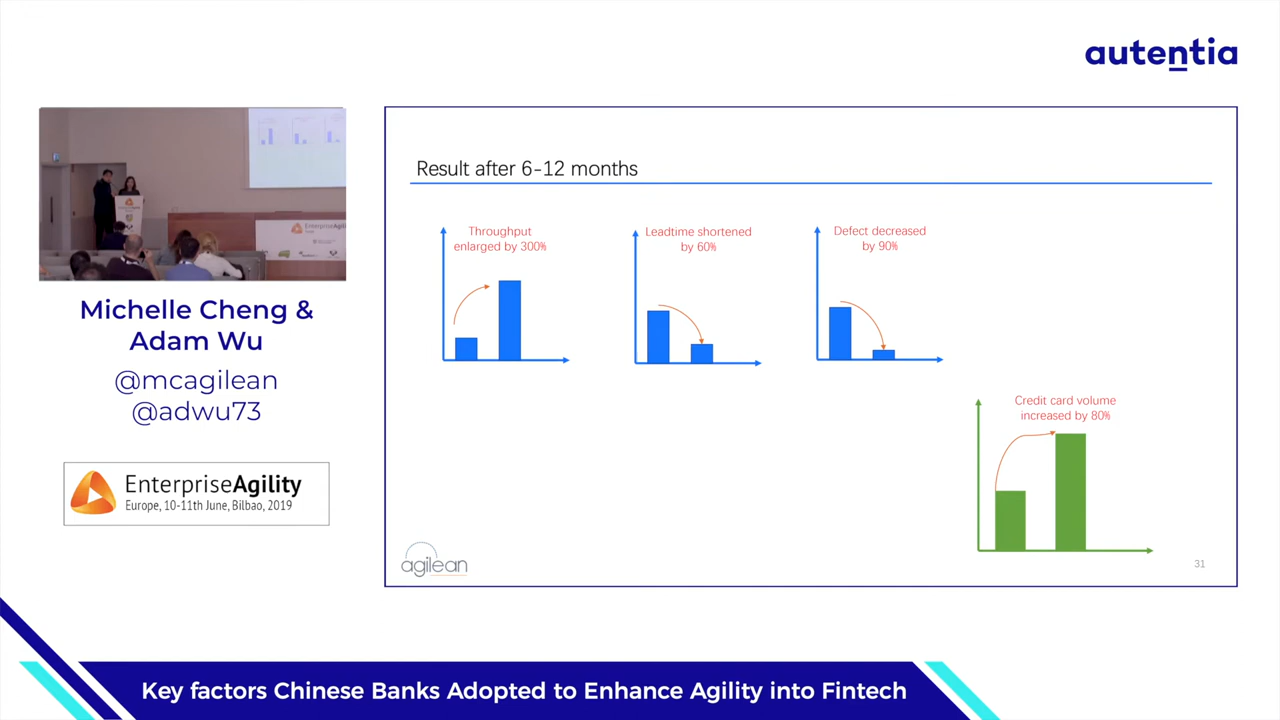 autentia
Result after 6-12 months
Throughput
enlarged by 300%
Leadtime shortened
by 60%
Defect decreased
by 90%
Credit card volume
increased by 80%
agilean
31
Michelle Cheng &
Adam Wu
@mcagilean
@adwu73
EnterpriseAgility
Europe, 10-11th June, Bilbao, 2019
Key factors Chinese Banks Adopted to Enhance Agility into Fintech